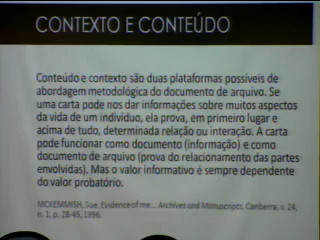 CONTEXTO E CONTEÚDO
Conteúdo e contexto são duas plataformas possíveis de
abordagem metodológica do documento de arquivo. Se
uma carta pode nos dar informações sobre muitos aspectos
da vida de um indivíduo, ela prova, em primeiro lugar e
acima de tudo, determinada relação ou interação. A carta
pode funcionar como documento (informação) e como
documento de arquivo (prova do relacionamento das partes
envolvidas). Mas o valor informativo é sempre dependente
do valor probatório.
MCKEMMISH, Sue. Evidence of me... Archives and Manuscripts, Canberra, v. 24,
n. 1, p. 28-45, 1996.